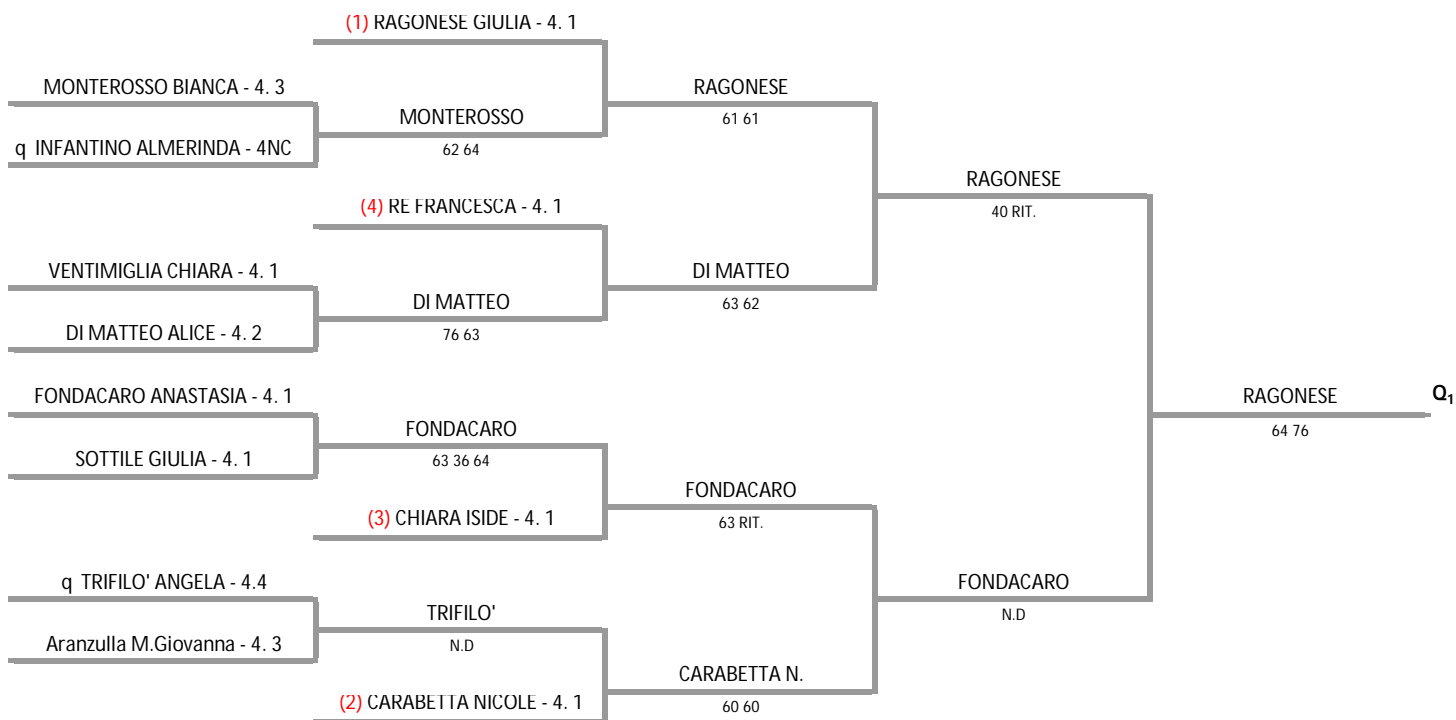 (1) RAGONESE GIULIA - 4. 1
MONTEROSSO BIANCA - 4. 3
RAGONESE
MONTEROSSO
61 61
q INFANTINO ALMERINDA - 4NC
62 64
RAGONESE
(4) RE FRANCESCA - 4. 1
40 RIT.
VENTIMIGLIA CHIARA - 4. 1
DI MATTEO
DI MATTEO
63 62
DI MATTEO ALICE - 4. 2
76 63
FONDACARO ANASTASIA - 4. 1
RAGONESE
Q1
FONDACARO
64 76
SOTTILE GIULIA - 4. 1
63 36 64
FONDACARO
(3) CHIARA ISIDE - 4. 1
63 RIT.
q TRIFILO' ANGELA - 4.4
FONDACARO
TRIFILO'
N.D
Aranzulla M.Giovanna - 4. 3
N.D
CARABETTA N.
(2) CARABETTA NICOLE - 4. 1
60 60